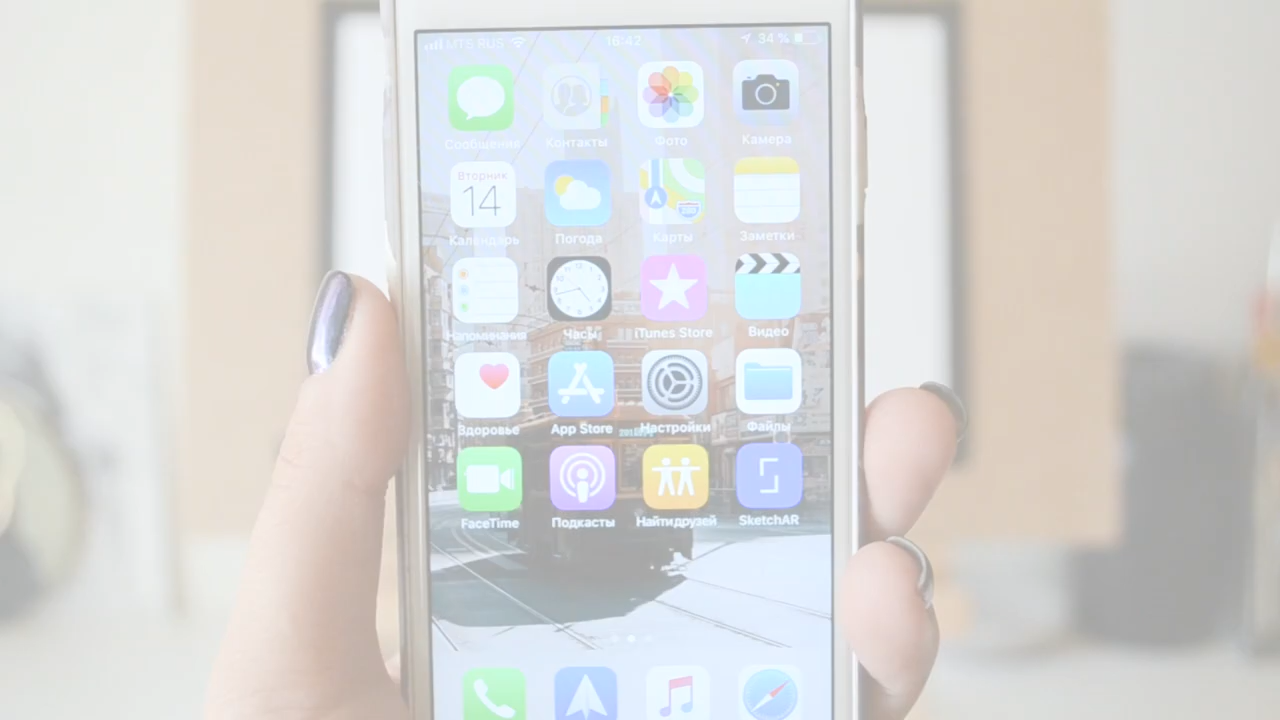 MTS RUS 16:42 34 %
Сообщения Контакты Фото Камера
Вторник
14
Календарь Погода Карты Заметки
Напоминания Часы iTunes Store Видео
Здоровье App Store Настройки Файлы
FaceTime Подкасты Найти друзей SketchAR